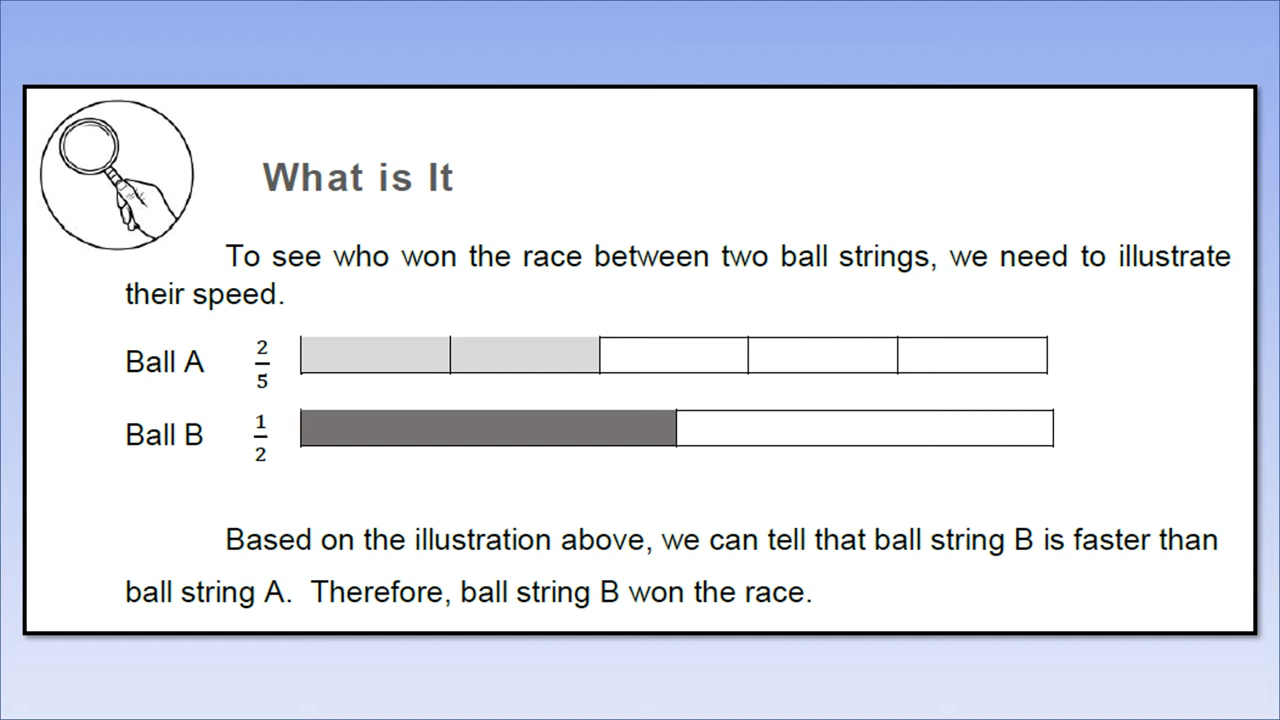 What is It
To see who won the race between two ball strings, we need to illustrate
their speed.
Ball A 2/5
Ball B 1/2
Based on the illustration above, we can tell that ball string B is faster than
ball string A. Therefore, ball string B won the race.